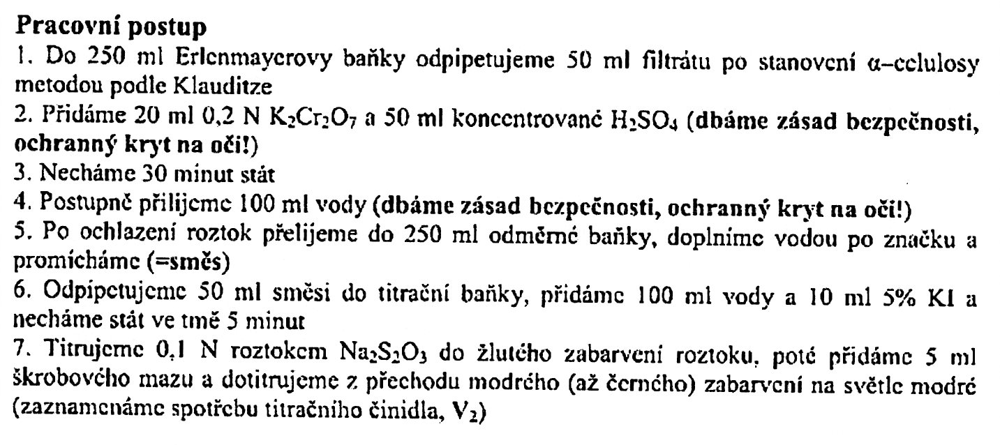 Pracovní postup
1. Do 250 ml Erlenmayerovy baňky odpipetujeme 50 ml filtrátu po stanovení α–celulosy
metodou podle Klauditze
2. Přidáme 20 ml 0,2 N K₂Cr₂O₇ a 50 ml koncentrované H₂SO₄ (dbáme zásad bezpečnosti,
ochranný kryt na oči!)
3. Necháme 30 minut stát
4. Postupně přilijeme 100 ml vody (dbáme zásad bezpečnosti, ochranný kryt na oči!)
5. Po ochlazení roztok přelijeme do 250 ml odměrné baňky, doplníme vodou po značku a
promícháme (=směs)
6. Odpipetujeme 50 ml směsi do titrační baňky, přidáme 100 ml vody a 10 ml 5% KI a
necháme stát ve tmě 5 minut
7. Titrujeme 0,1 N roztokem Na₂S₂O₃ do žlutého zabarvení roztoku, poté přidáme 5 ml
škrobového mazu a dotitrujeme z přechodu modrého (až černého) zabarvení na světle modré
(zaznamenáme spotřebu titračního činidla, V₂)